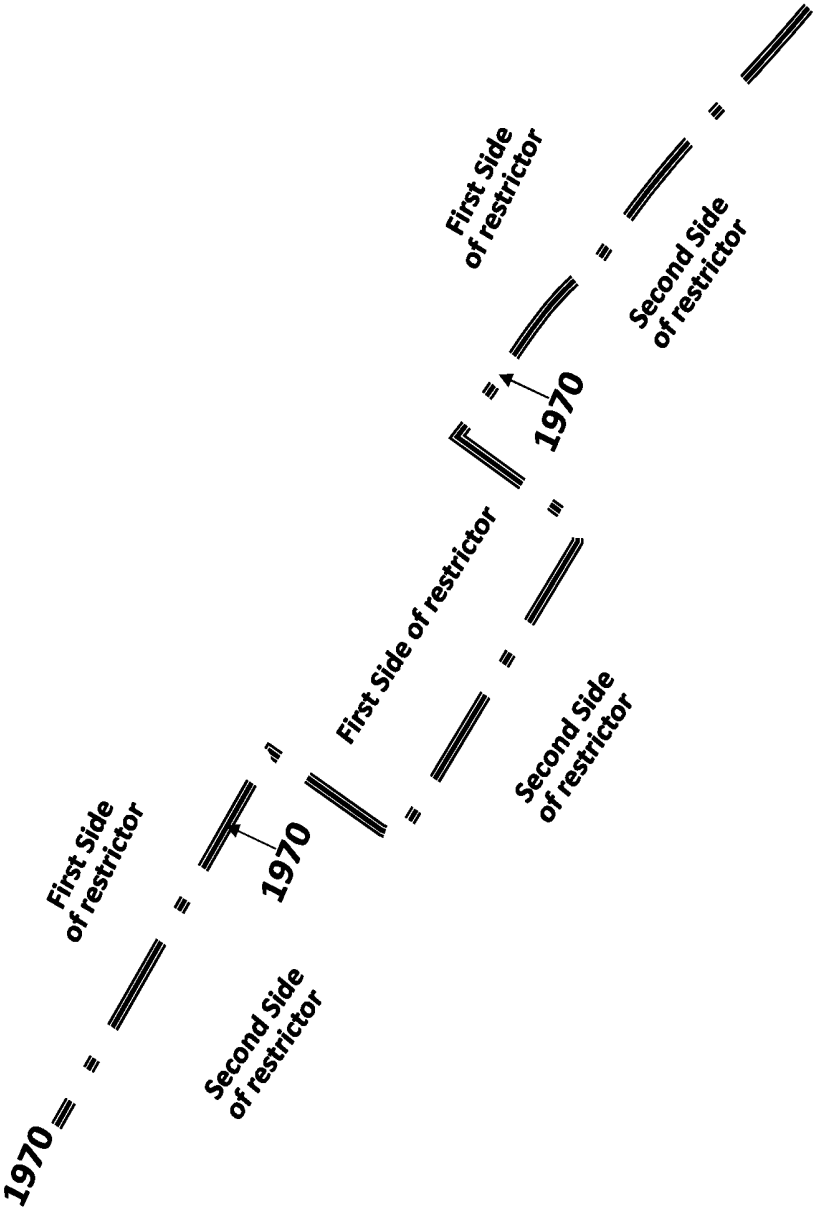 First Side
of restrictor
Second Side
of restrictor
1970
First Side of restrictor
Second Side
of restrictor
First Side
of restrictor
1970
Second Side
of restrictor
1970